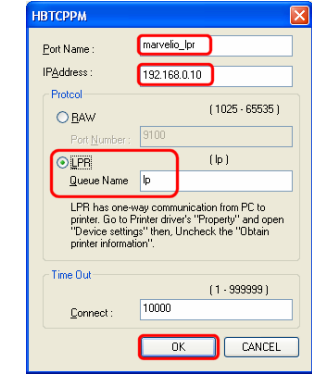 HBTCPPM
Port Name :
marvelio_lpr
IPAddress :
192.168.0.10
Protcol
RAW
( 1025 - 65535 )
Port Number :
9100
LPR
( lp )
Queue Name
lp
LPR has one-way communication from PC to
printer. Go to Printer driver's "Property" and open
"Device settings" then, Uncheck the "Obtain
printer information".
Time Out
( 1 - 999999 )
Connect :
10000
OK
CANCEL